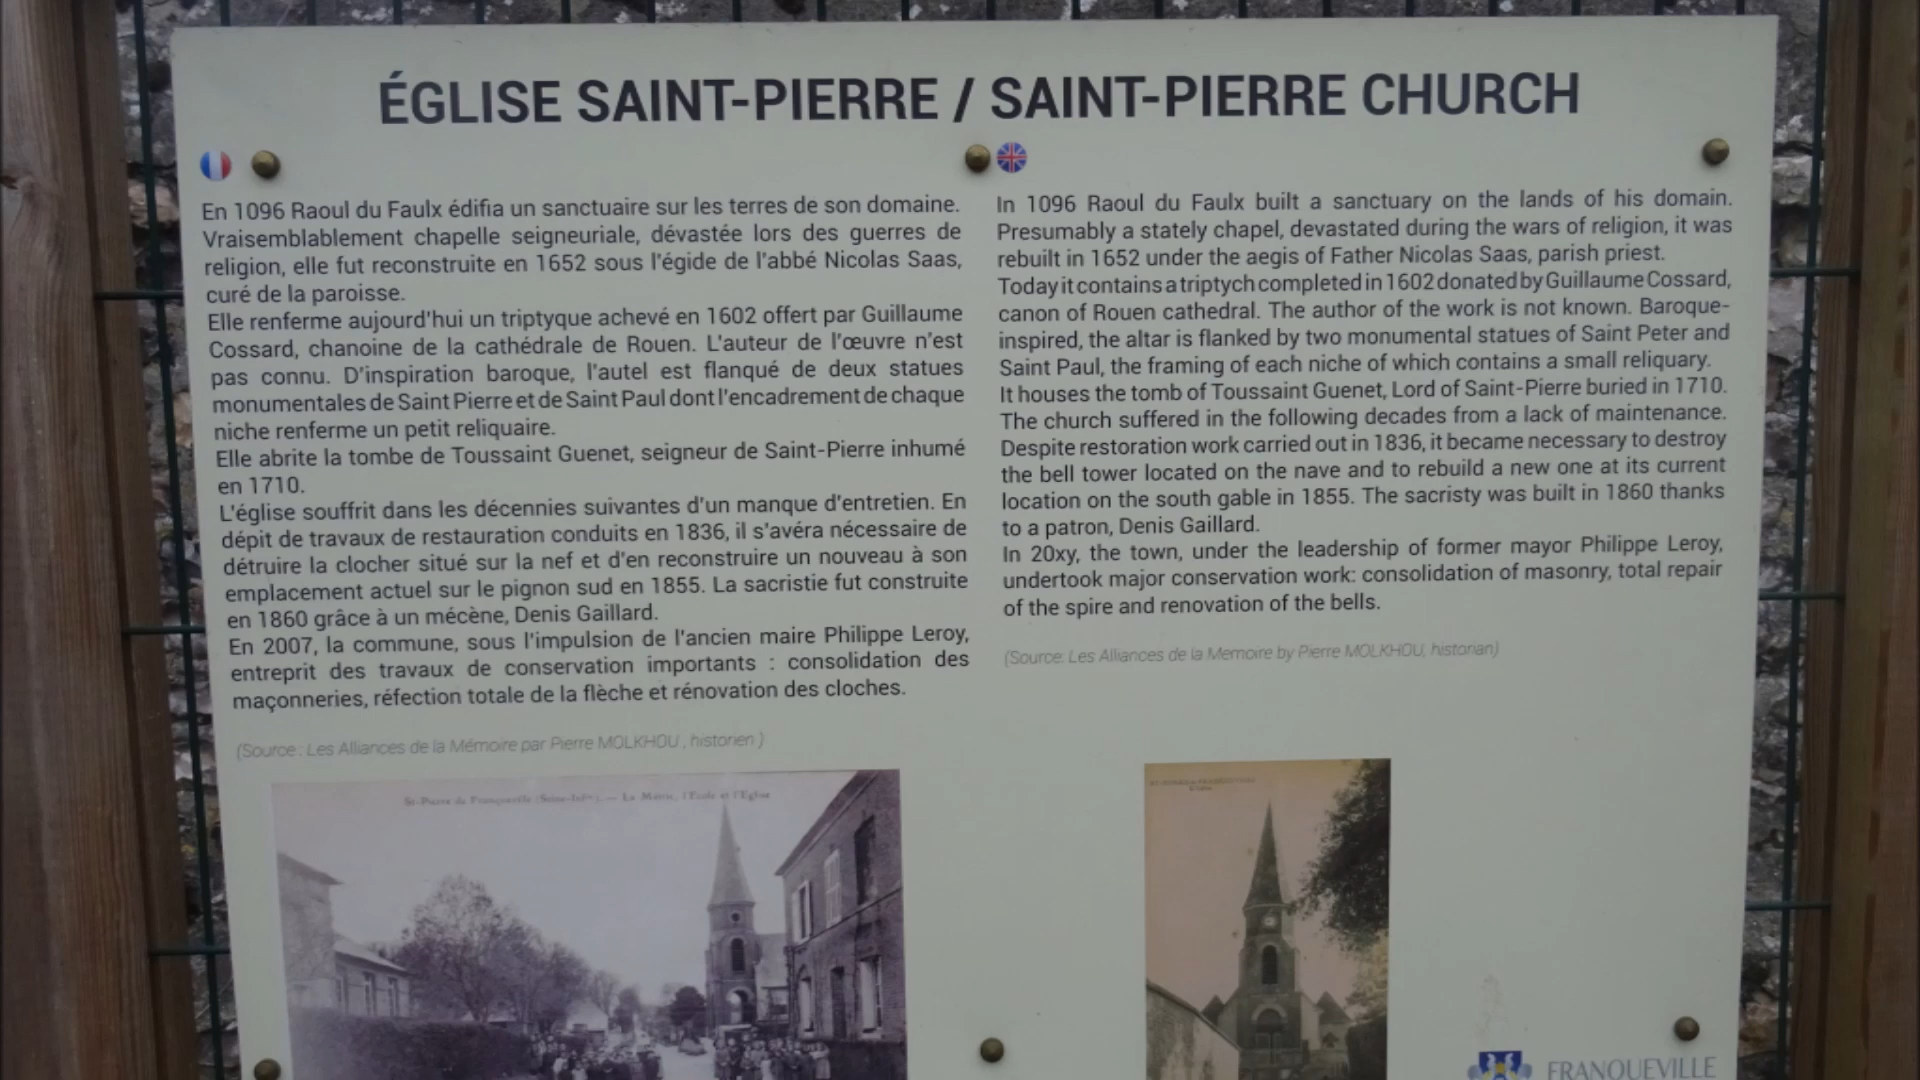 ÉGLISE SAINT-PIERRE / SAINT-PIERRE CHURCH
En 1096 Raoul du Faulx édifia un sanctuaire sur les terres de son domaine.
Vraisemblablement chapelle seigneuriale, dévastée lors des guerres de
religion, elle fut reconstruite en 1652 sous l'égide de l'abbé Nicolas Saas,
curé de la paroisse.
Elle renferme aujourd'hui un triptyque achevé en 1602 offert par Guillaume
Cossard, chanoine de la cathédrale de Rouen. L'auteur de l'œuvre n'est
pas connu. D'inspiration baroque, l'autel est flanqué de deux statues
monumentales de Saint Pierre et de Saint Paul dont l'encadrement de chaque
niche renferme un petit reliquaire.
Elle abrite la tombe de Toussaint Guenet, seigneur de Saint-Pierre inhumé
en 1710.
L'église souffrit dans les décennies suivantes d'un manque d'entretien. En
dépit de travaux de restauration conduits en 1836, il s'avéra nécessaire de
détruire la clocher situé sur la nef et d'en reconstruire un nouveau à son
emplacement actuel sur le pignon sud en 1855. La sacristie fut construite
en 1860 grâce à un mécène, Denis Gaillard.
En 2007, la commune, sous l'impulsion de l'ancien maire Philippe Leroy,
entreprit des travaux de conservation importants : consolidation des
maçonneries, réfection totale de la flèche et rénovation des cloches.
(Source : Les Alliances de la Mémoire par Pierre MOLKHOU , historien )
In 1096 Raoul du Faulx built a sanctuary on the lands of his domain.
Presumably a stately chapel, devastated during the wars of religion, it was
rebuilt in 1652 under the aegis of Father Nicolas Saas, parish priest.
Today it contains a triptych completed in 1602 donated by Guillaume Cossard,
canon of Rouen cathedral. The author of the work is not known. Baroque-
inspired, the altar is flanked by two monumental statues of Saint Peter and
Saint Paul, the framing of each niche of which contains a small reliquary.
It houses the tomb of Toussaint Guenet, Lord of Saint-Pierre buried in 1710.
The church suffered in the following decades from a lack of maintenance.
Despite restoration work carried out in 1836, it became necessary to destroy
the bell tower located on the nave and to rebuild a new one at its current
location on the south gable in 1855. The sacristy was built in 1860 thanks
to a patron, Denis Gaillard.
In 20xy, the town, under the leadership of former mayor Philippe Leroy,
undertook major conservation work: consolidation of masonry, total repair
of the spire and renovation of the bells.
(Source: Les Alliances de la Memoire by Pierre MOLKHOU, historian)
St-Pierre de Franqueville (Seine-Infre). — La Mairie, l'Ecole et l'Eglise
FRANQUEVILLE